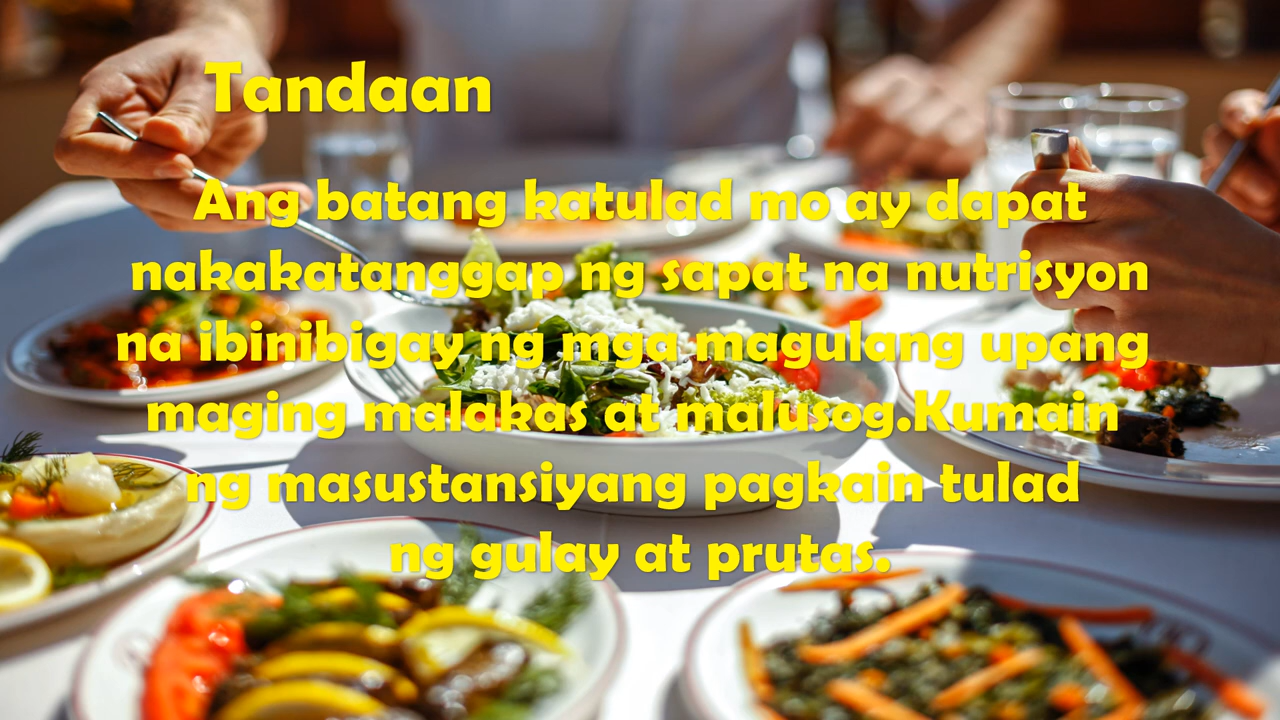 Tandaan
Ang batang katulad mo ay dapat
nakakatanggap ng sapat na nutrisyon
na ibinibigay ng mga magulang upang
maging malakas at malusog.Kumain
ng masustansiyang pagkain tulad
ng gulay at prutas.